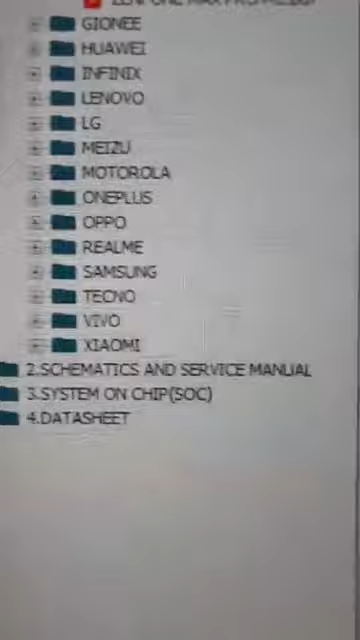 GIONEE
HUAWEI
INFINIX
LENOVO
LG
MEIZU
MOTOROLA
ONEPLUS
OPPO
REALME
SAMSUNG
TECNO
VIVO
XIAOMI
2.SCHEMATICS AND SERVICE MANUAL
3.SYSTEM ON CHIP(SOC)
4.DATASHEET